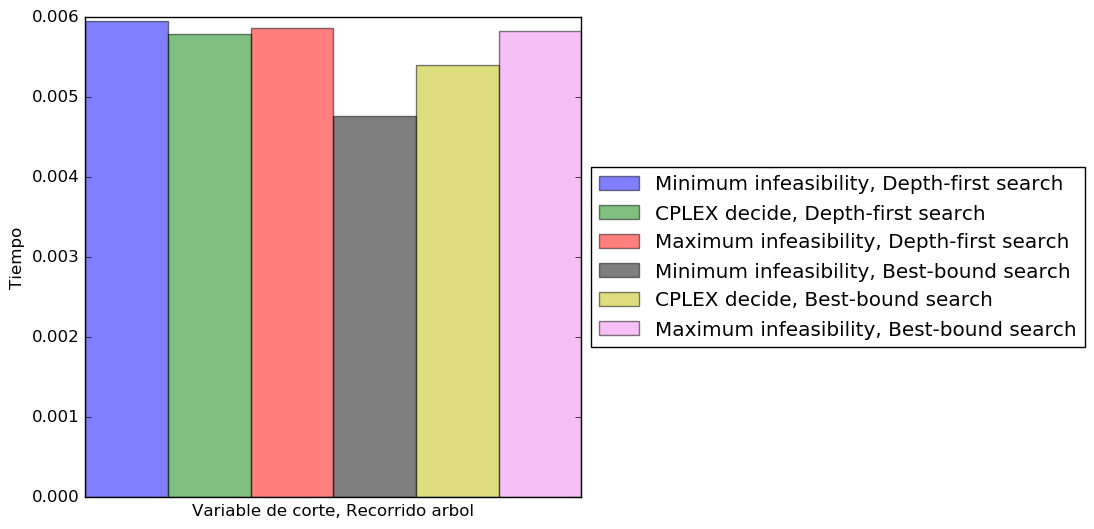 0.006
0.005
0.004
0.003
0.002
0.001
0.000
Tiempo
Variable de corte, Recorrido arbol
Minimum infeasibility, Depth-first search
CPLEX decide, Depth-first search
Maximum infeasibility, Depth-first search
Minimum infeasibility, Best-bound search
CPLEX decide, Best-bound search
Maximum infeasibility, Best-bound search